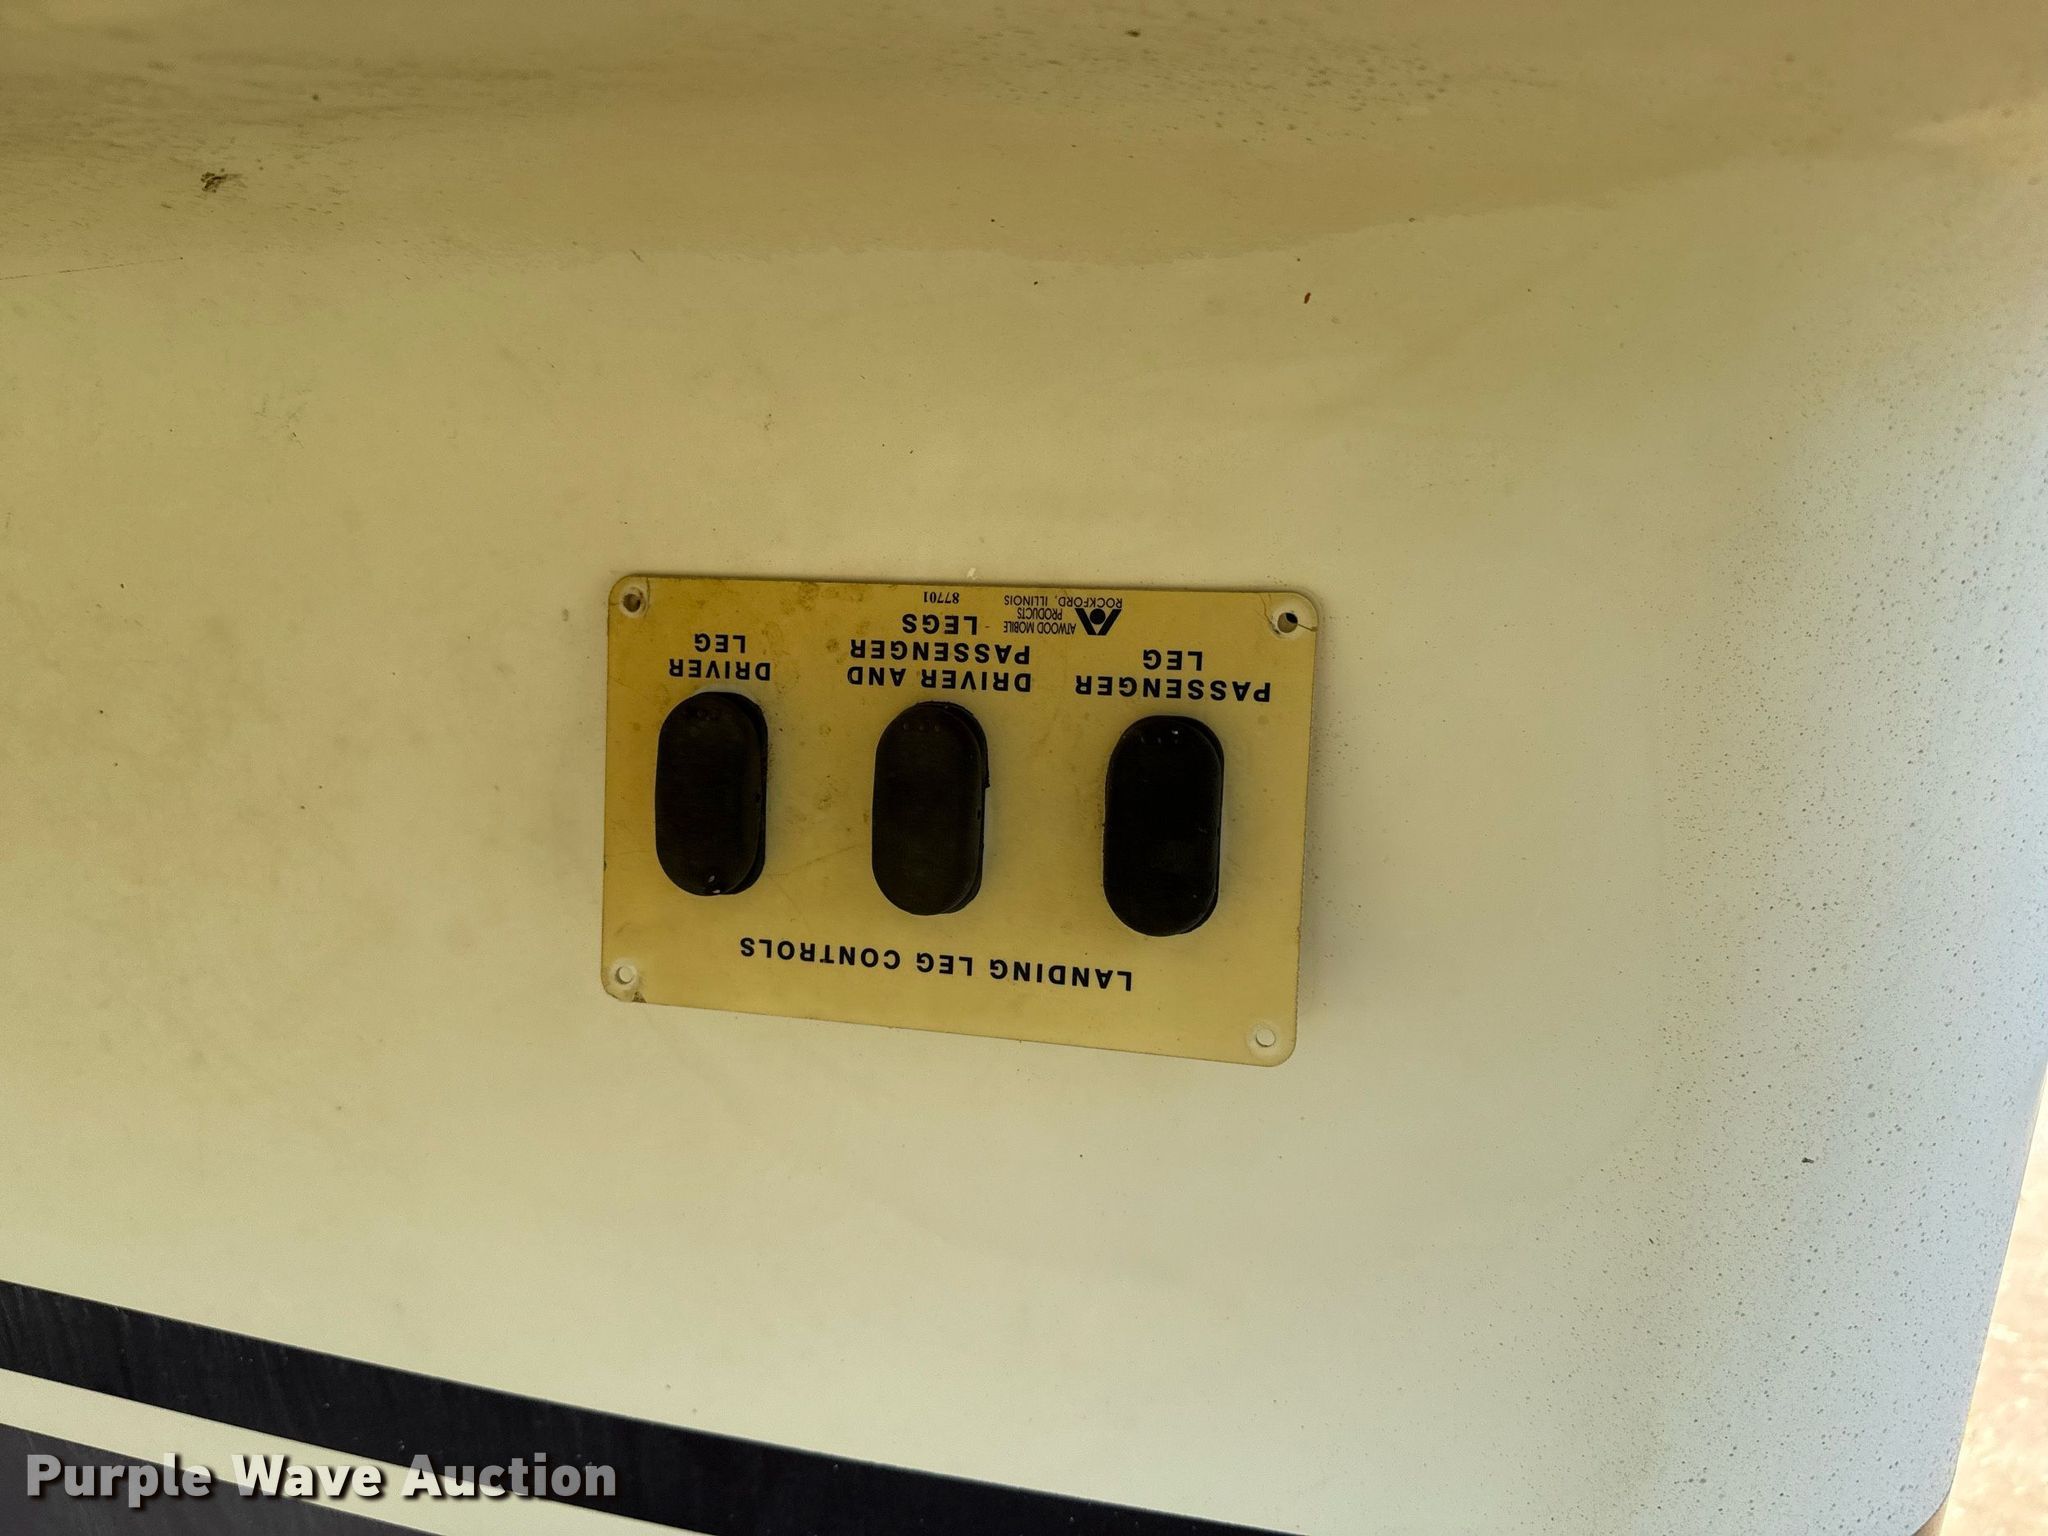 LANDING LEG CONTROLS
PASSENGER
LEG
DRIVER AND
PASSENGER
LEGS
DRIVER
LEG
ATWOOD MOBILE
PRODUCTS
ROCKFORD, ILLINOIS
87701
Purple Wave Auction